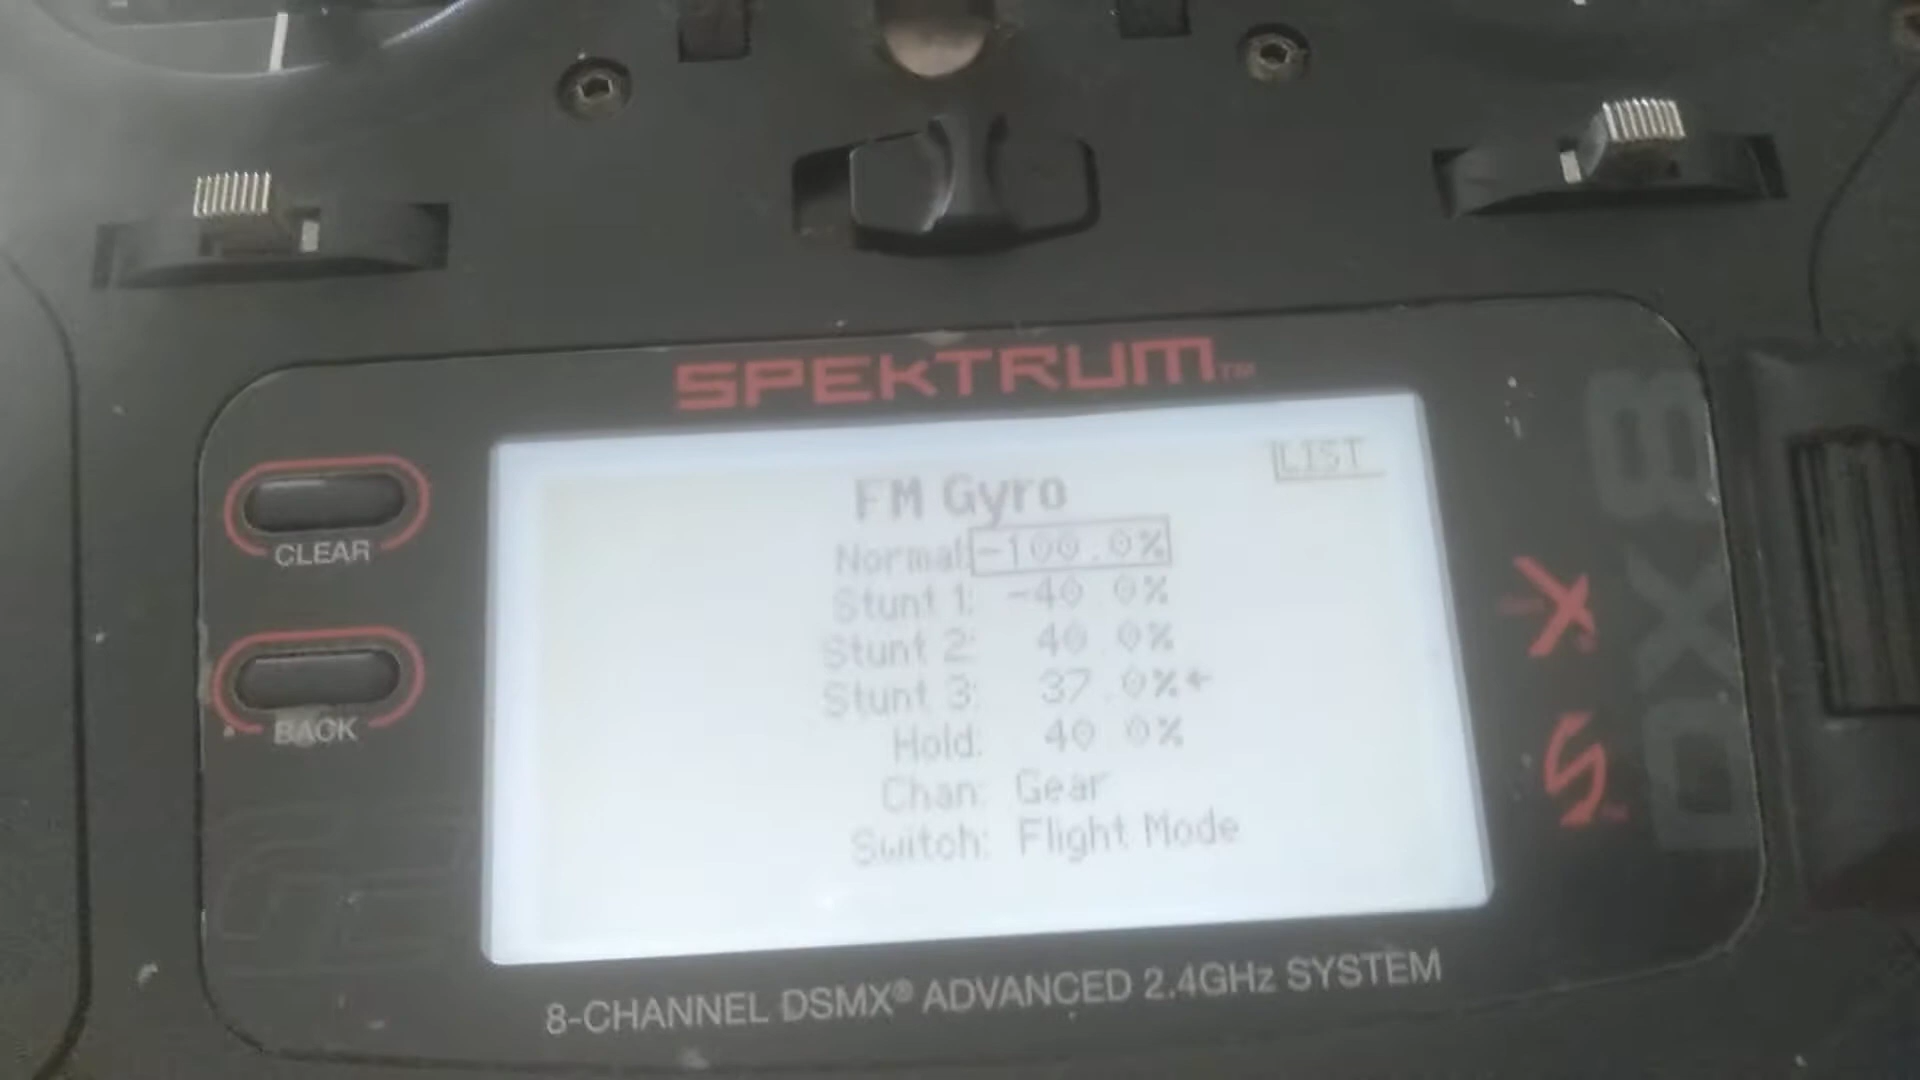 SPEKTRUM™
LIST
FM Gyro
Normal: -100.0%
Stunt 1: -40.0%
Stunt 2: 40.0%
Stunt 3: 37.0%←
Hold: 40.0%
Chan: Gear
Switch: Flight Mode
CLEAR
BACK
DX8
8-CHANNEL DSMX® ADVANCED 2.4GHz SYSTEM